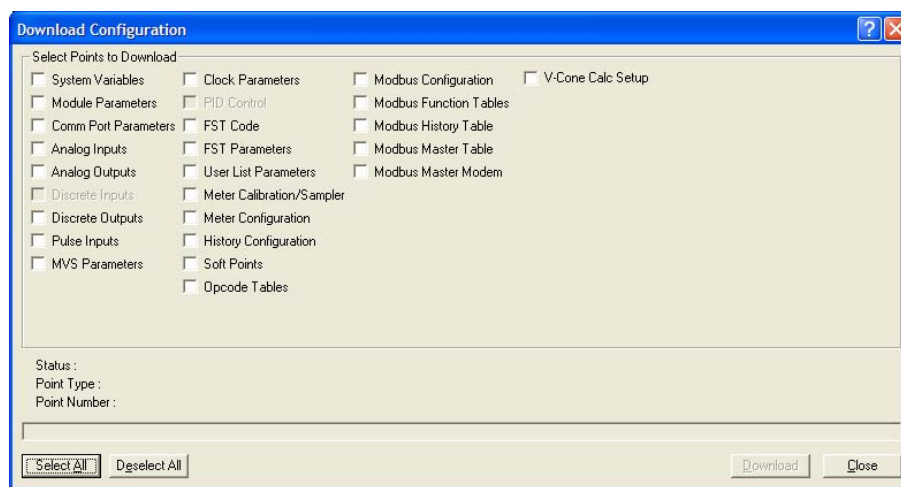 Download Configuration
Select Points to Download
System Variables
Module Parameters
Comm Port Parameters
Analog Inputs
Analog Outputs
Discrete Inputs
Discrete Outputs
Pulse Inputs
MVS Parameters
Clock Parameters
PID Control
FST Code
FST Parameters
User List Parameters
Meter Calibration/Sampler
Meter Configuration
History Configuration
Soft Points
Opcode Tables
Modbus Configuration
Modbus Function Tables
Modbus History Table
Modbus Master Table
Modbus Master Modem
V-Cone Calc Setup
Status :
Point Type :
Point Number :
Select All
Deselect All
Download
Close